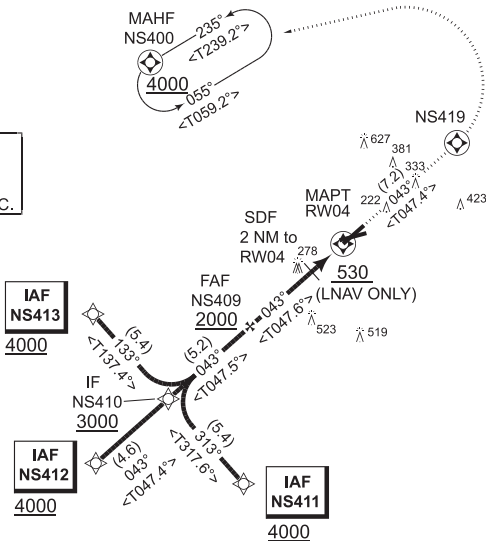 MAHF
NS400
4000
235°
<T239.2°>
055°
<T059.2°>
NS419
C.
627
381
333
222
423
(7.2)
043°
<T047.4°>
MAPT
RW04
SDF
2 NM to
RW04
278
530
(LNAV ONLY)
FAF
NS409
2000
043°
<T047.6°>
523
519
IAF
NS413
4000
(5.4)
133°
<T137.4°>
(5.2)
043°
<T047.5°>
IF
NS410
3000
IAF
NS412
4000
(4.6)
043°
<T047.4°>
(5.4)
313°
<T317.6°>
IAF
NS411
4000